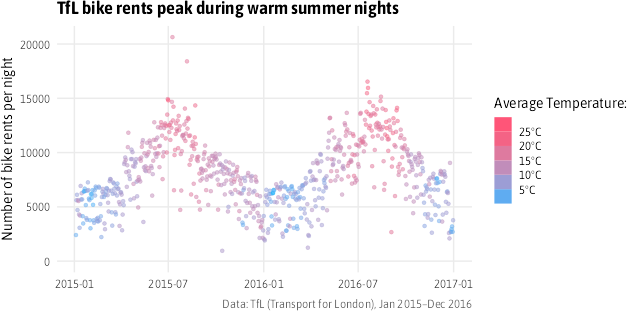 TfL bike rents peak during warm summer nights
Number of bike rents per night
20000
15000
10000
5000
0
2015-01
2015-07
2016-01
2016-07
2017-01
Average Temperature:
25°C
20°C
15°C
10°C
5°C
Data: TfL (Transport for London), Jan 2015–Dec 2016